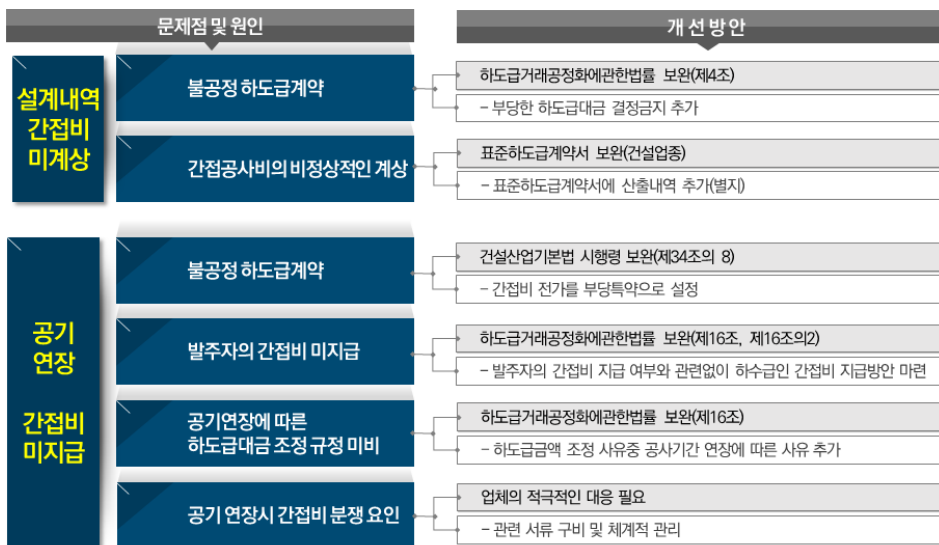 문제점 및 원인
개선방안
설계내역
간접비
미계상
불공정 하도급계약
하도급거래공정화에관한법률 보완(제4조)
- 부당한 하도급대금 결정금지 추가
간접공사비의 비정상적인 계상
표준하도급계약서 보완(건설업종)
- 표준하도급계약서에 산출내역 추가(별지)
공기
연장
간접비
미지급
불공정 하도급계약
건설산업기본법 시행령 보완(제34조의 8)
- 간접비 전가를 부당특약으로 설정
발주자의 간접비 미지급
하도급거래공정화에관한법률 보완(제16조, 제16조의2)
- 발주자의 간접비 지급 여부와 관련없이 하수급인 간접비 지급방안 마련
공기연장에 따른
하도급대금 조정 규정 미비
하도급거래공정화에관한법률 보완(제16조)
- 하도급금액 조정 사유중 공사기간 연장에 따른 사유 추가
공기 연장시 간접비 분쟁 요인
업체의 적극적인 대응 필요
- 관련 서류 구비 및 체계적 관리